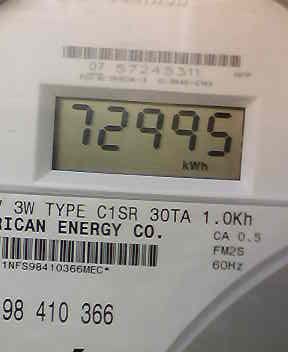 07 57245311
72995
kWh
V 3W TYPE C1SR 30TA 1.0Kh
RICAN ENERGY CO. CA 0.5
FM2S
1NFS98410366MEC* 60Hz
98 410 366